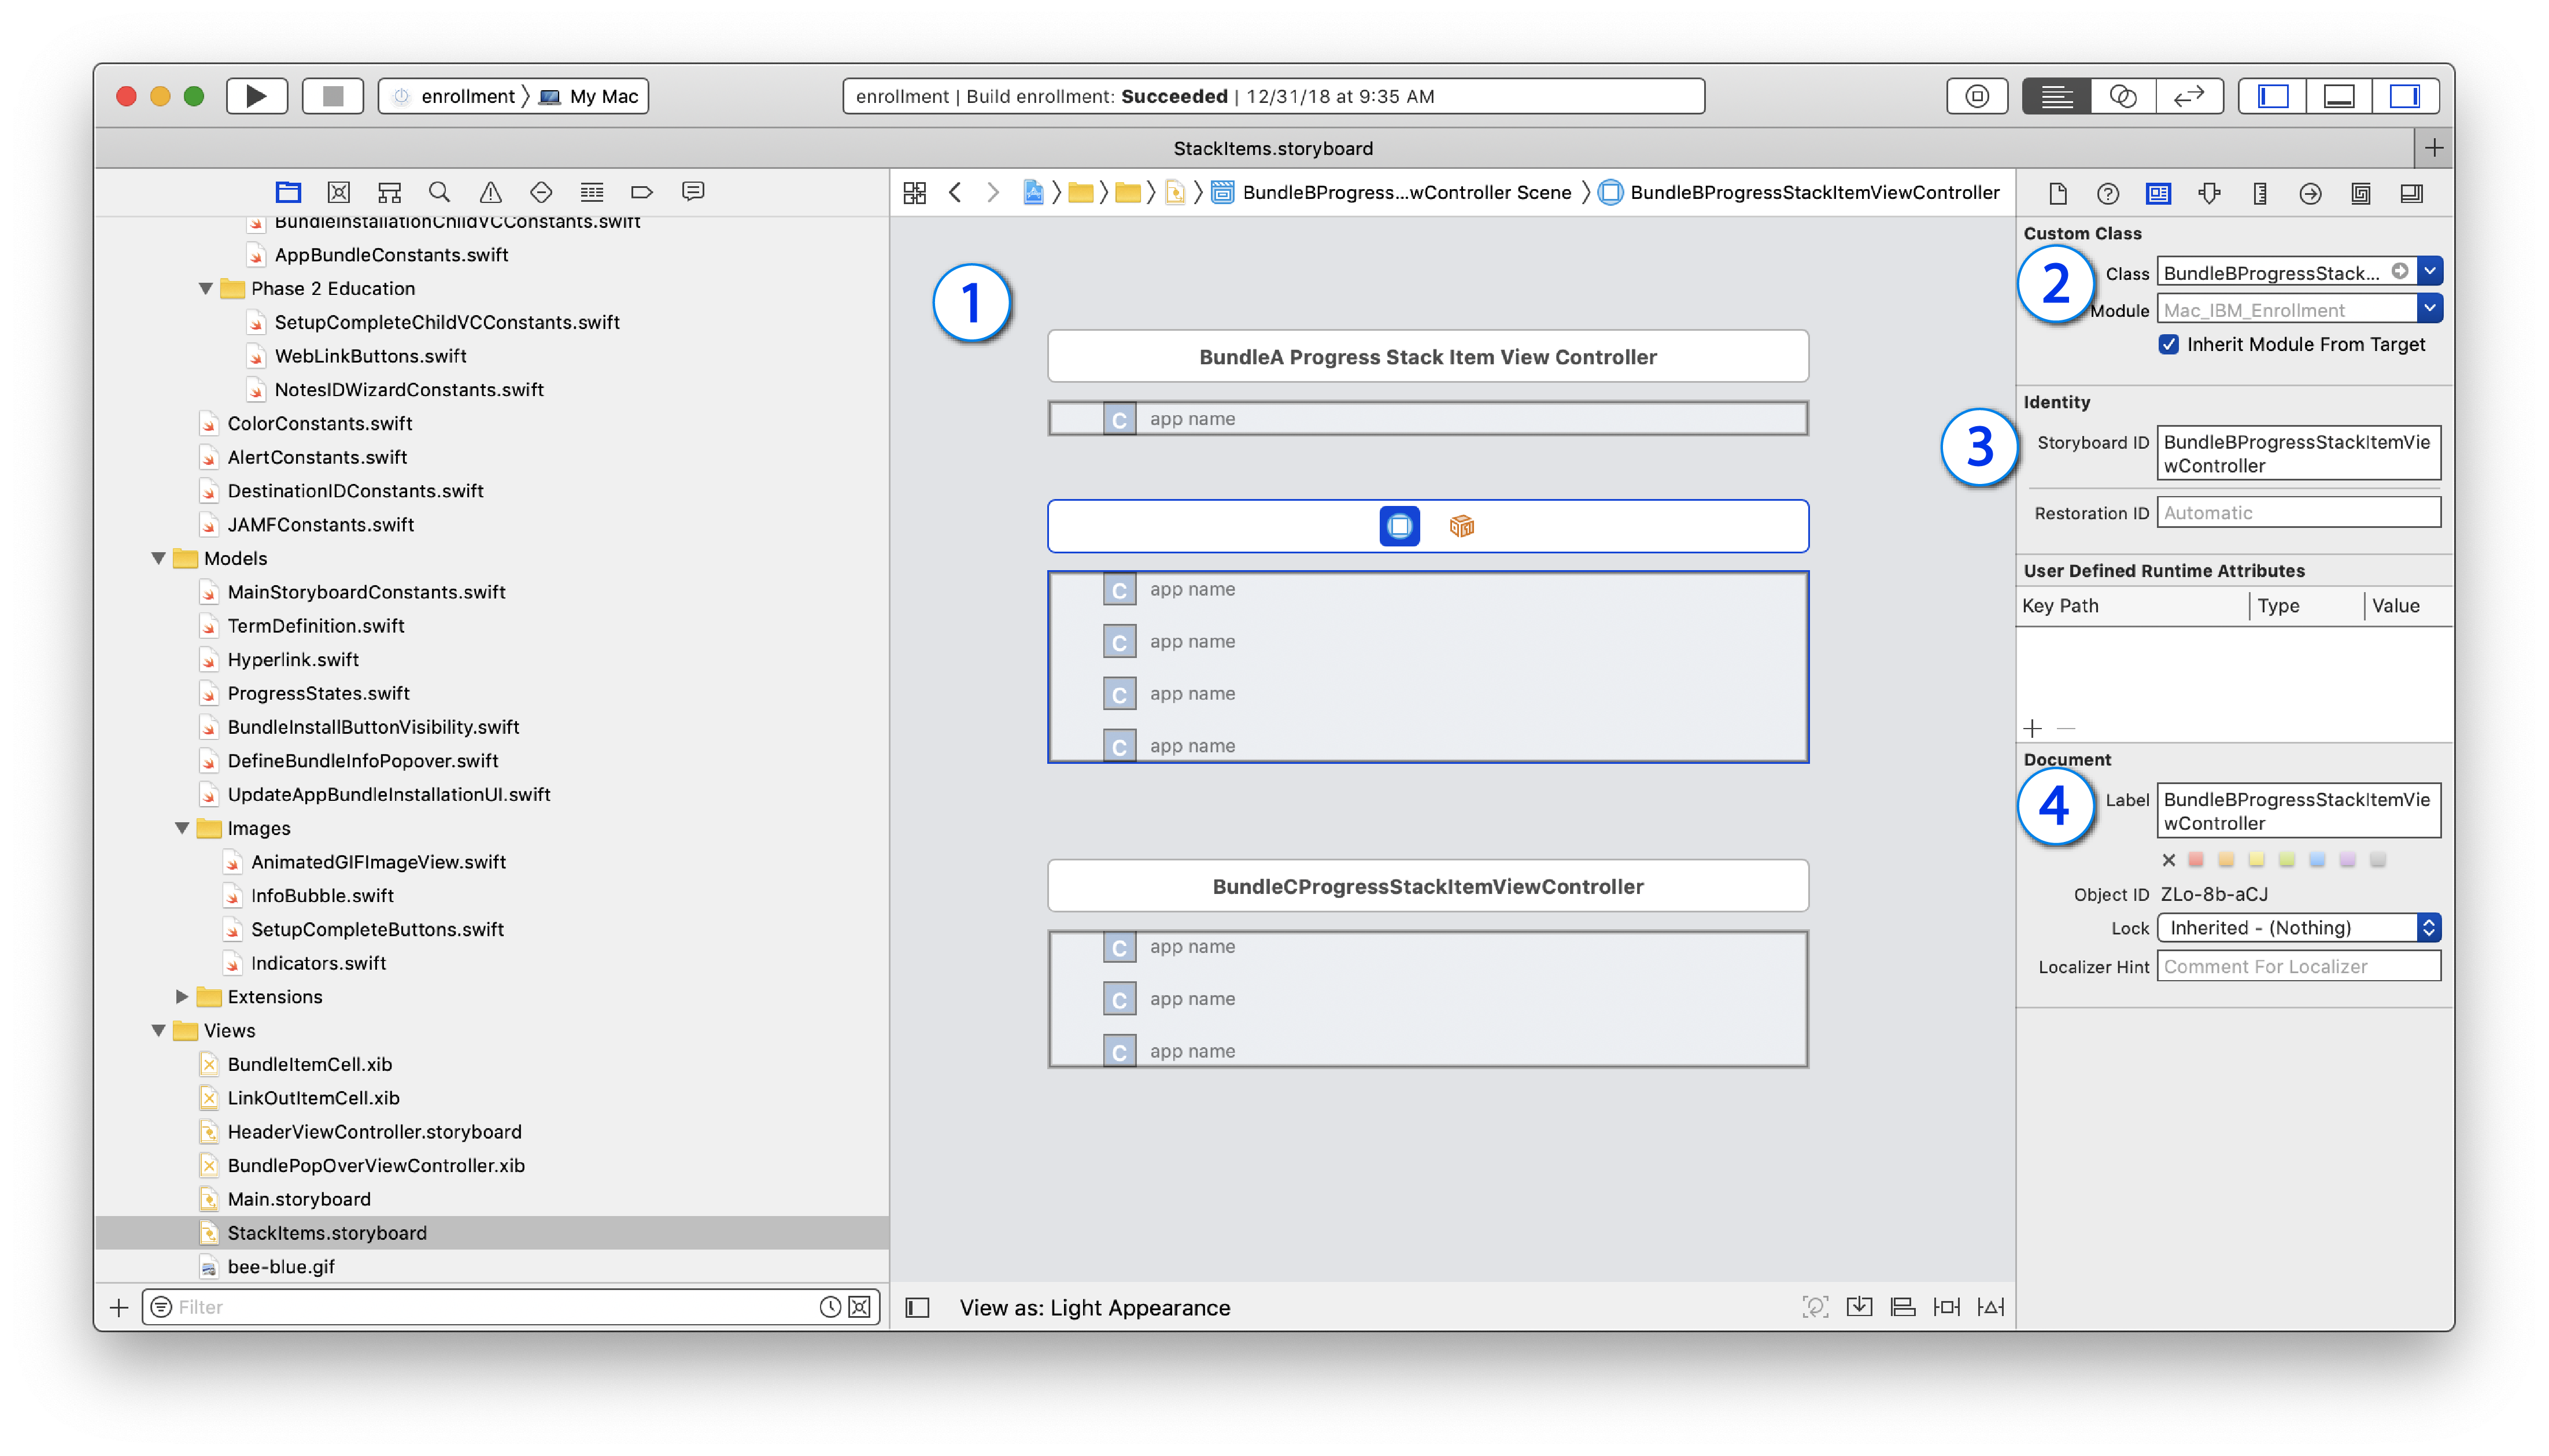 enrollment 〉 My Mac
enrollment | Build enrollment: Succeeded | 12/31/18 at 9:35 AM
StackItems.storyboard
BundleInstallationChildVCConstants.swift
AppBundleConstants.swift
Phase 2 Education
SetupCompleteChildVCConstants.swift
WebLinkButtons.swift
NotesIDWizardConstants.swift
ColorConstants.swift
AlertConstants.swift
DestinationIDConstants.swift
JAMFConstants.swift
Models
MainStoryboardConstants.swift
TermDefinition.swift
Hyperlink.swift
ProgressStates.swift
BundleInstallButtonVisibility.swift
DefineBundleInfoPopover.swift
UpdateAppBundleInstallationUI.swift
Images
AnimatedGIFImageView.swift
InfoBubble.swift
SetupCompleteButtons.swift
Indicators.swift
Extensions
Views
BundleItemCell.xib
LinkOutItemCell.xib
HeaderViewController.storyboard
BundlePopOverViewController.xib
Main.storyboard
StackItems.storyboard
bee-blue.gif
Filter
BundleBProgress...wController Scene 〉 BundleBProgressStackItemViewController
1
BundleA Progress Stack Item View Controller
C app name
C app name
C app name
C app name
C app name
BundleCProgressStackItemViewController
C app name
C app name
C app name
View as: Light Appearance
Custom Class
2
Class BundleBProgressStack...
Module Mac_IBM_Enrollment
Inherit Module From Target
Identity
3
Storyboard ID BundleBProgressStackItemVie
wController
Restoration ID Automatic
User Defined Runtime Attributes
Key Path Type Value
Document
4
Label BundleBProgressStackItemVie
wController
Object ID ZLo-8b-aCJ
Lock Inherited - (Nothing)
Localizer Hint Comment For Localizer